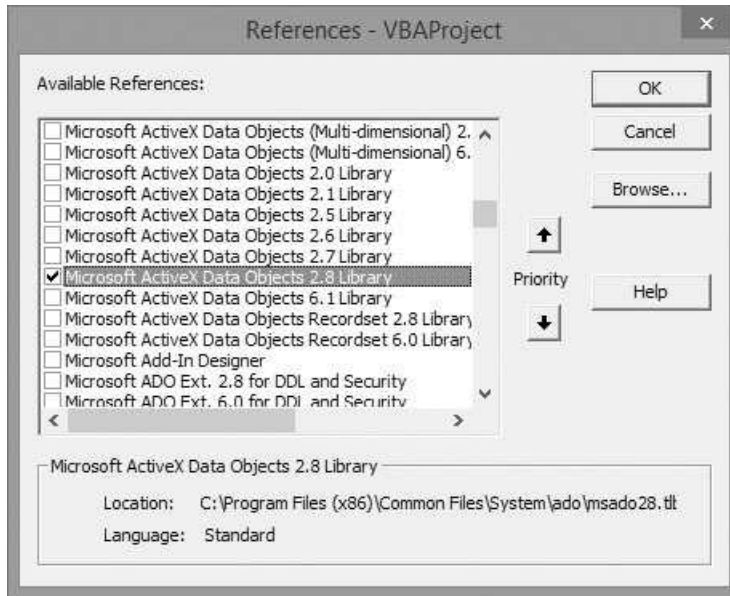 References - VBAProject
×
Available References:
Microsoft ActiveX Data Objects (Multi-dimensional) 2.
Microsoft ActiveX Data Objects (Multi-dimensional) 6.
Microsoft ActiveX Data Objects 2.0 Library
Microsoft ActiveX Data Objects 2.1 Library
Microsoft ActiveX Data Objects 2.5 Library
Microsoft ActiveX Data Objects 2.6 Library
Microsoft ActiveX Data Objects 2.7 Library
Microsoft ActiveX Data Objects 2.8 Library
Microsoft ActiveX Data Objects 6.1 Library
Microsoft ActiveX Data Objects Recordset 2.8 Library
Microsoft ActiveX Data Objects Recordset 6.0 Library
Microsoft Add-In Designer
Microsoft ADO Ext. 2.8 for DDL and Security
Microsoft ADO Ext. 6.0 for DDL and Security
Priority
OK
Cancel
Browse...
Help
Microsoft ActiveX Data Objects 2.8 Library
Location: C:\Program Files (x86)\Common Files\System\ado\msado28.tlb
Language: Standard